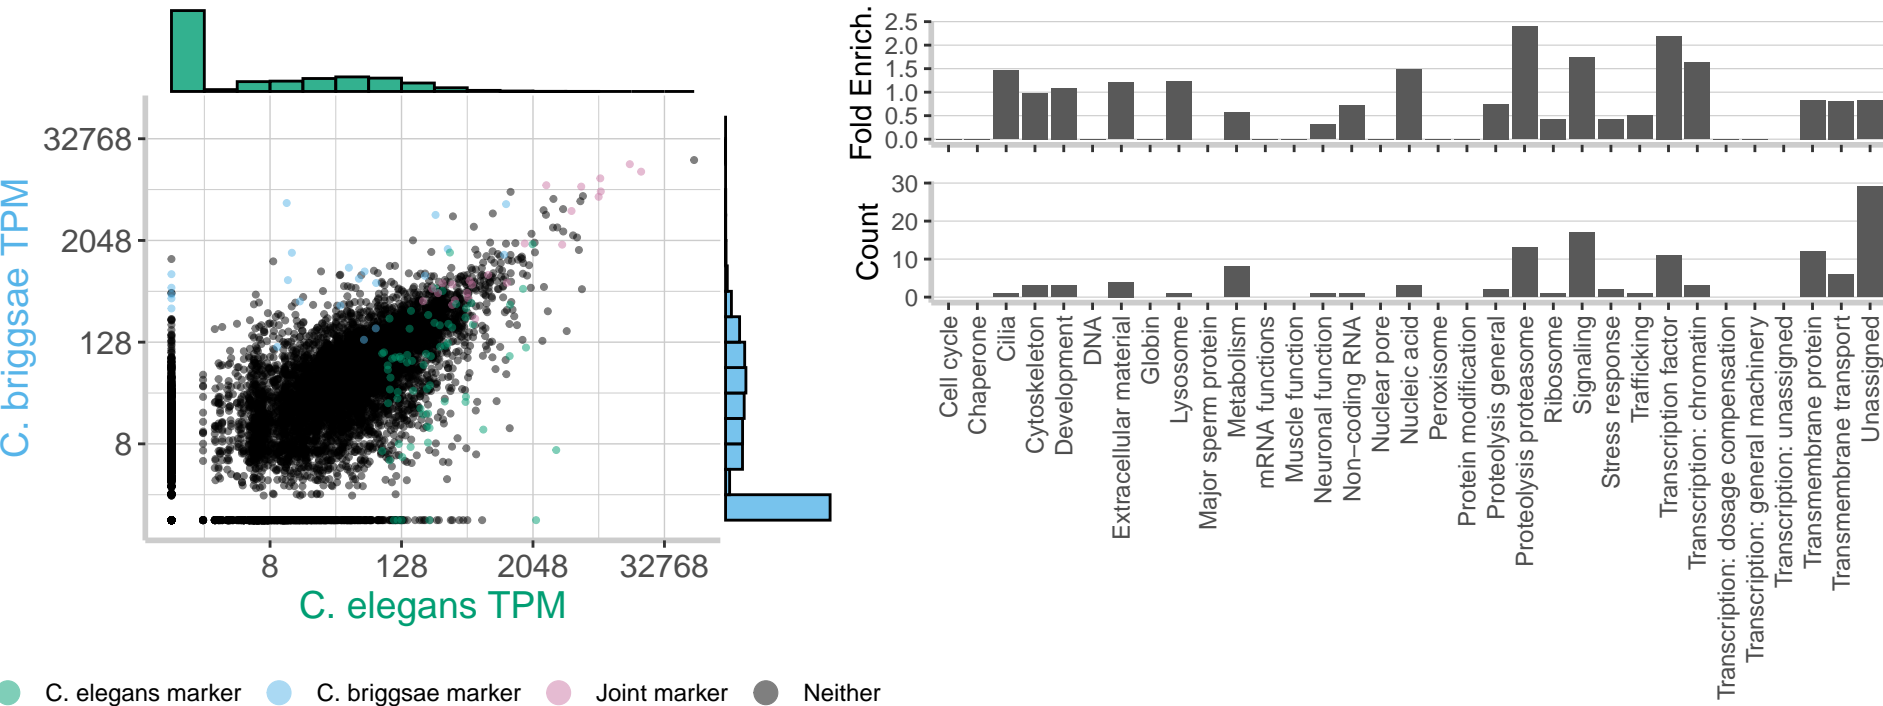 C. briggsae TPM
32768
2048
128
8
8
128
2048
32768
C. elegans TPM
C. elegans marker
C. briggsae marker
Joint marker
Neither
Fold Enrich.
2.5
2.0
1.5
1.0
0.5
0.0
Count
30
20
10
0
Cell cycle
Chaperone
Cilia
Cytoskeleton
Development
DNA
Extracellular material
Globin
Lysosome
Major sperm protein
Metabolism
mRNA functions
Muscle function
Neuronal function
Non−coding RNA
Nuclear pore
Nucleic acid
Peroxisome
Protein modification
Proteolysis general
Proteolysis proteasome
Ribosome
Signaling
Stress response
Trafficking
Transcription factor
Transcription: chromatin
Transcription: dosage compensation
Transcription: general machinery
Transcription: unassigned
Transmembrane protein
Transmembrane transport
Unassigned